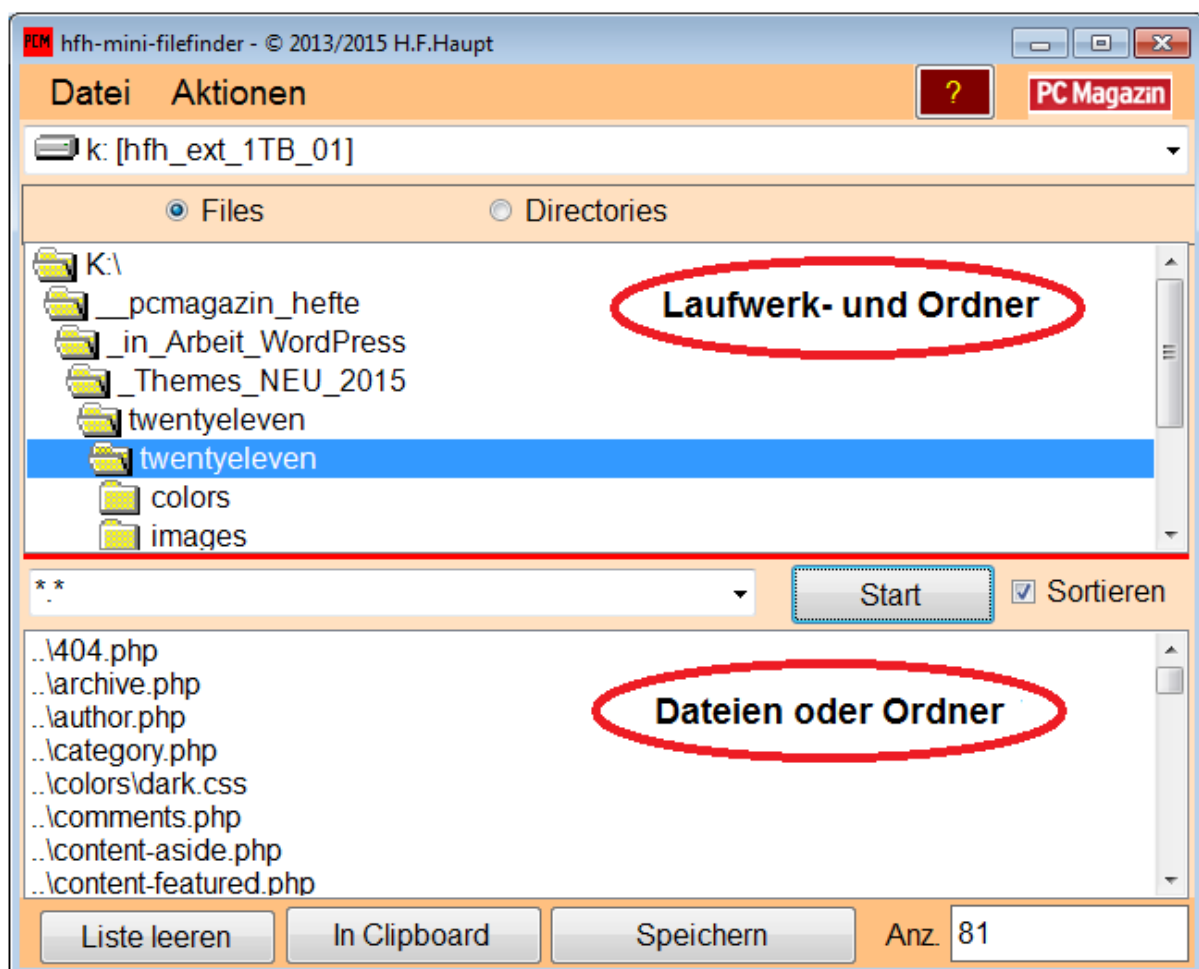 PCM hfh-mini-filefinder - © 2013/2015 H.F.Haupt
Datei Aktionen ? PC Magazin
k: [hfh_ext_1TB_01]
Files Directories
K:\
__pcmagazin_hefte
_in_Arbeit_WordPress
_Themes_NEU_2015
twentyeleven
twentyeleven
colors
images
Laufwerk- und Ordner
*.* Start Sortieren
..\404.php
..\archive.php
..\author.php
..\category.php
..\colors\dark.css
..\comments.php
..\content-aside.php
..\content-featured.php
Dateien oder Ordner
Liste leeren In Clipboard Speichern Anz. 81